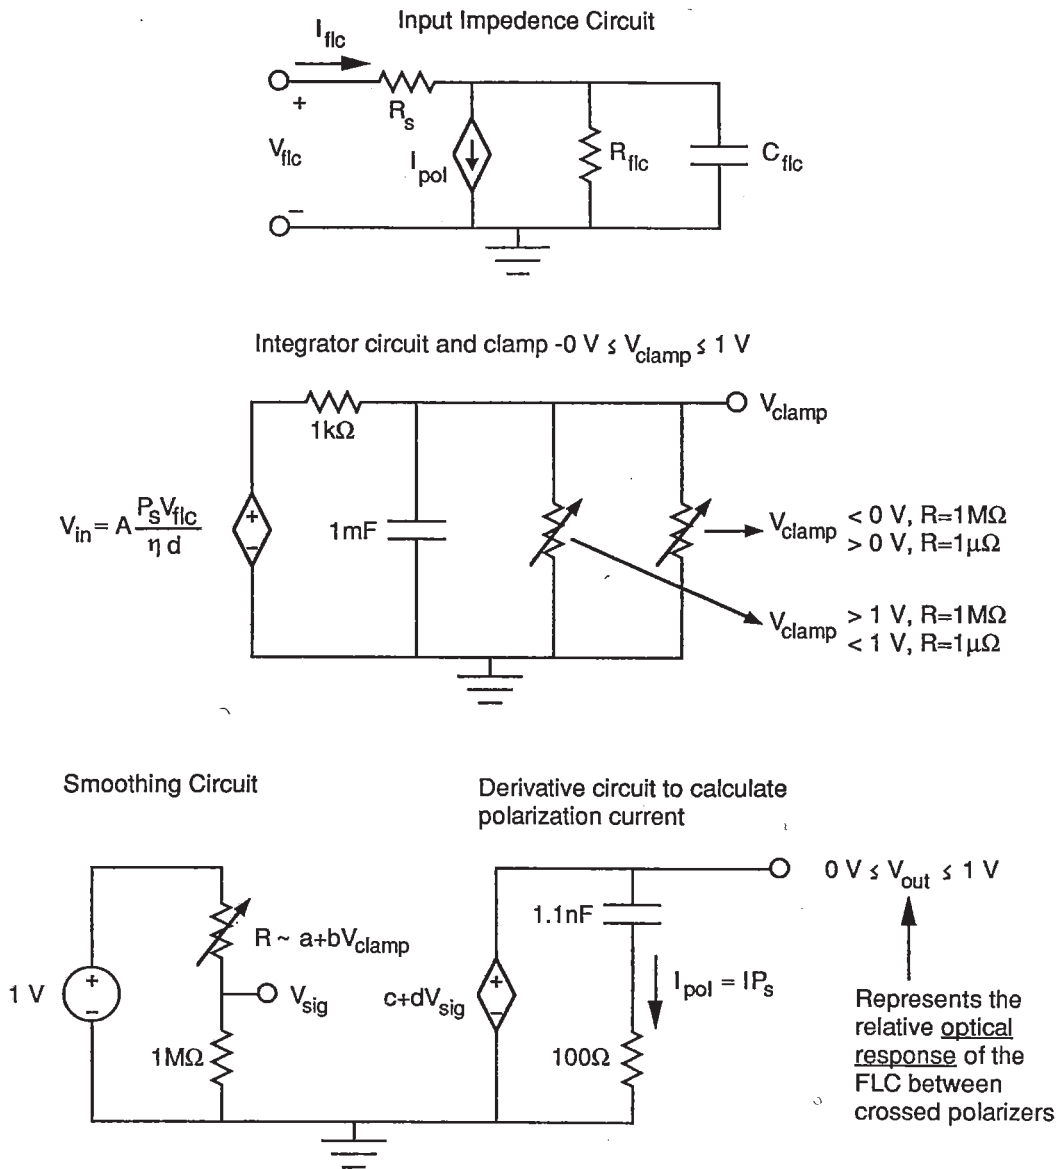 Input Impedence Circuit
I_flc
+
R_s
V_flc
I_pol
R_flc
C_flc
−
Integrator circuit and clamp -0 V ≤ V_clamp ≤ 1 V
1kΩ
V_clamp
V_in = A P_s V_flc / η d
+
−
1mF
V_clamp < 0 V, R=1MΩ
> 0 V, R=1µΩ
V_clamp > 1 V, R=1MΩ
< 1 V, R=1µΩ
Smoothing Circuit
Derivative circuit to calculate
polarization current
0 V ≤ V_out ≤ 1 V
1.1nF
R ~ a+bV_clamp
1 V
+
−
V_sig
c+dV_sig
+
−
I_pol = IP_s
1MΩ
100Ω
Represents the
relative optical
response of the
FLC between
crossed polarizers